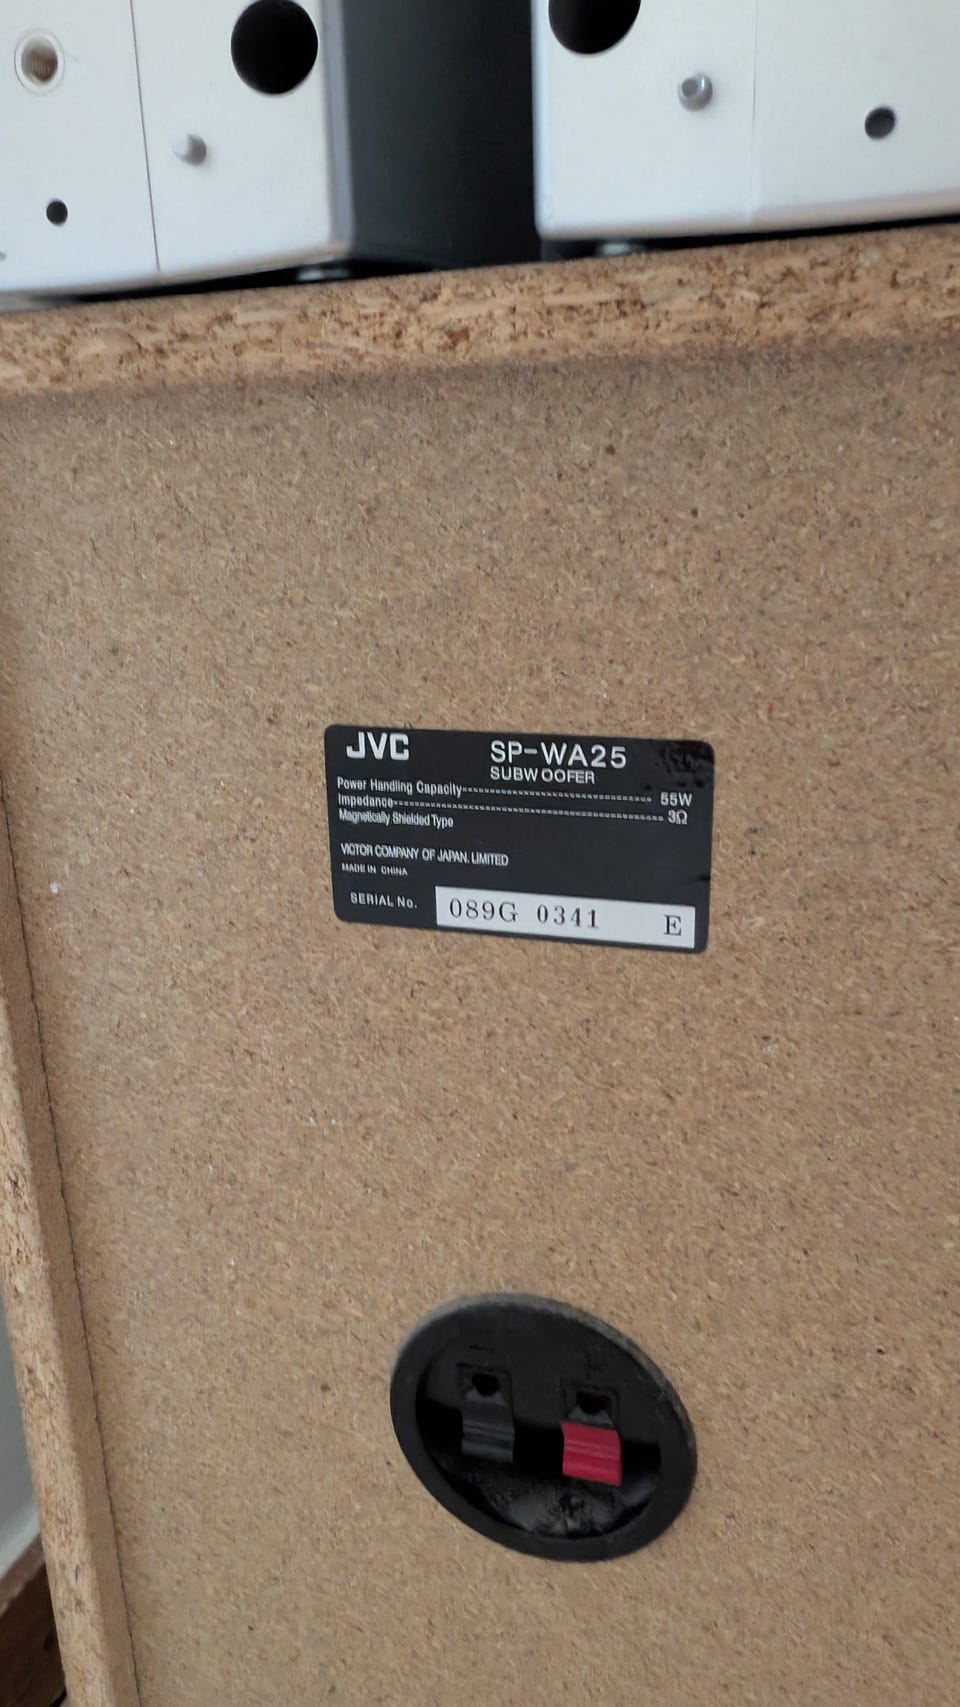 JVC SP-WA25
SUBWOOFER
Power Handling Capacity 55W
Impedance 3Ω
Magnetically Shielded Type
VICTOR COMPANY OF JAPAN, LIMITED
MADE IN CHINA
SERIAL No. 089G 0341 E